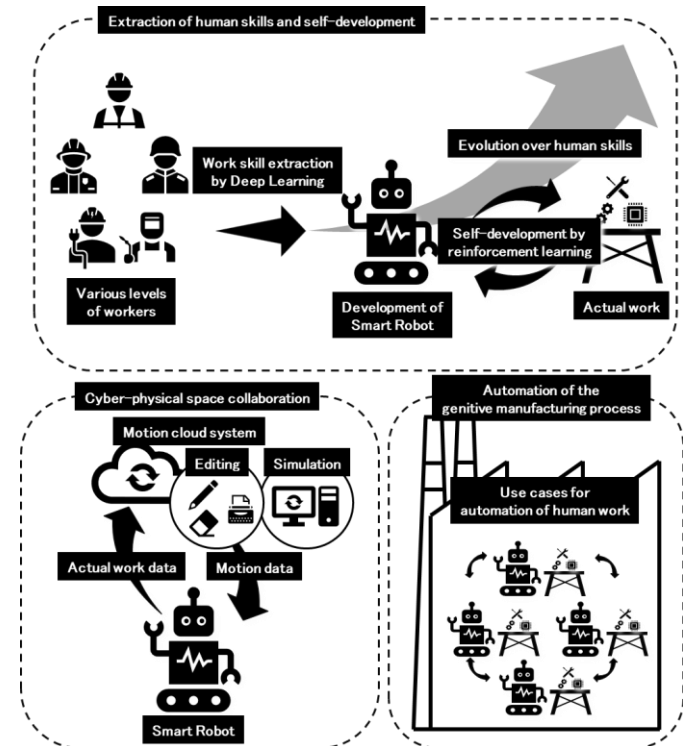 Extraction of human skills and self-development
Work skill extraction
by Deep Learning
Evolution over human skills
Self-development by
reinforcement learning
Various levels
of workers
Development of
Smart Robot
Actual work
Cyber-physical space collaboration
Motion cloud system
Editing
Simulation
Actual work data
Motion data
Smart Robot
Automation of the
genitive manufacturing process
Use cases for
automation of human work